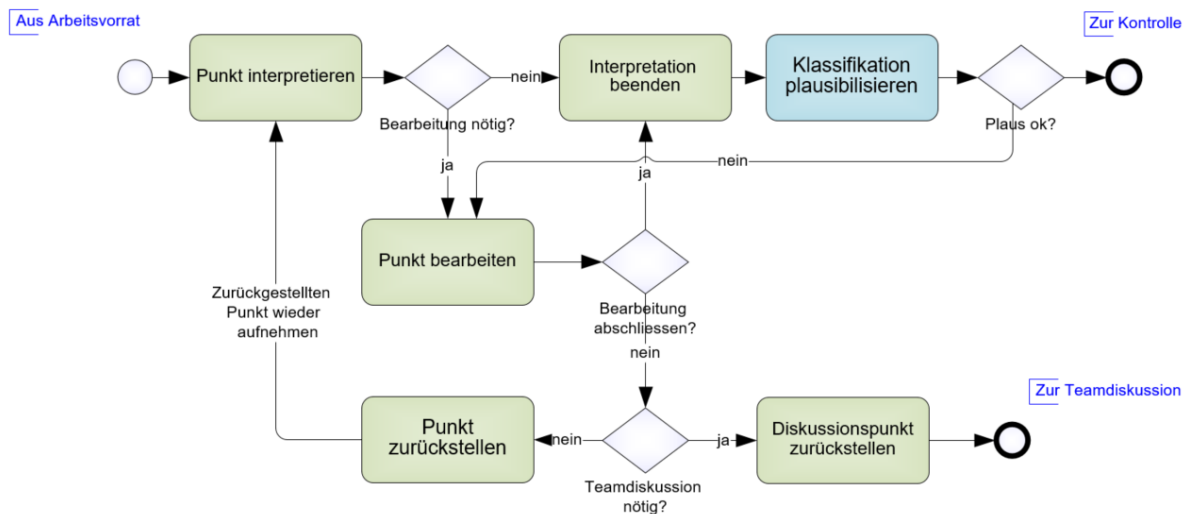 Aus Arbeitsvorrat
Zur Kontrolle
Punkt interpretieren
nein
Interpretation
beenden
Klassifikation
plausibilisieren
Bearbeitung nötig?
Plaus ok?
ja
ja
nein
Punkt bearbeiten
Zurückgestellten
Punkt wieder
aufnehmen
Bearbeitung
abschliessen?
nein
Zur Teamdiskussion
Punkt
zurückstellen
nein
ja
Diskussionspunkt
zurückstellen
Teamdiskussion
nötig?